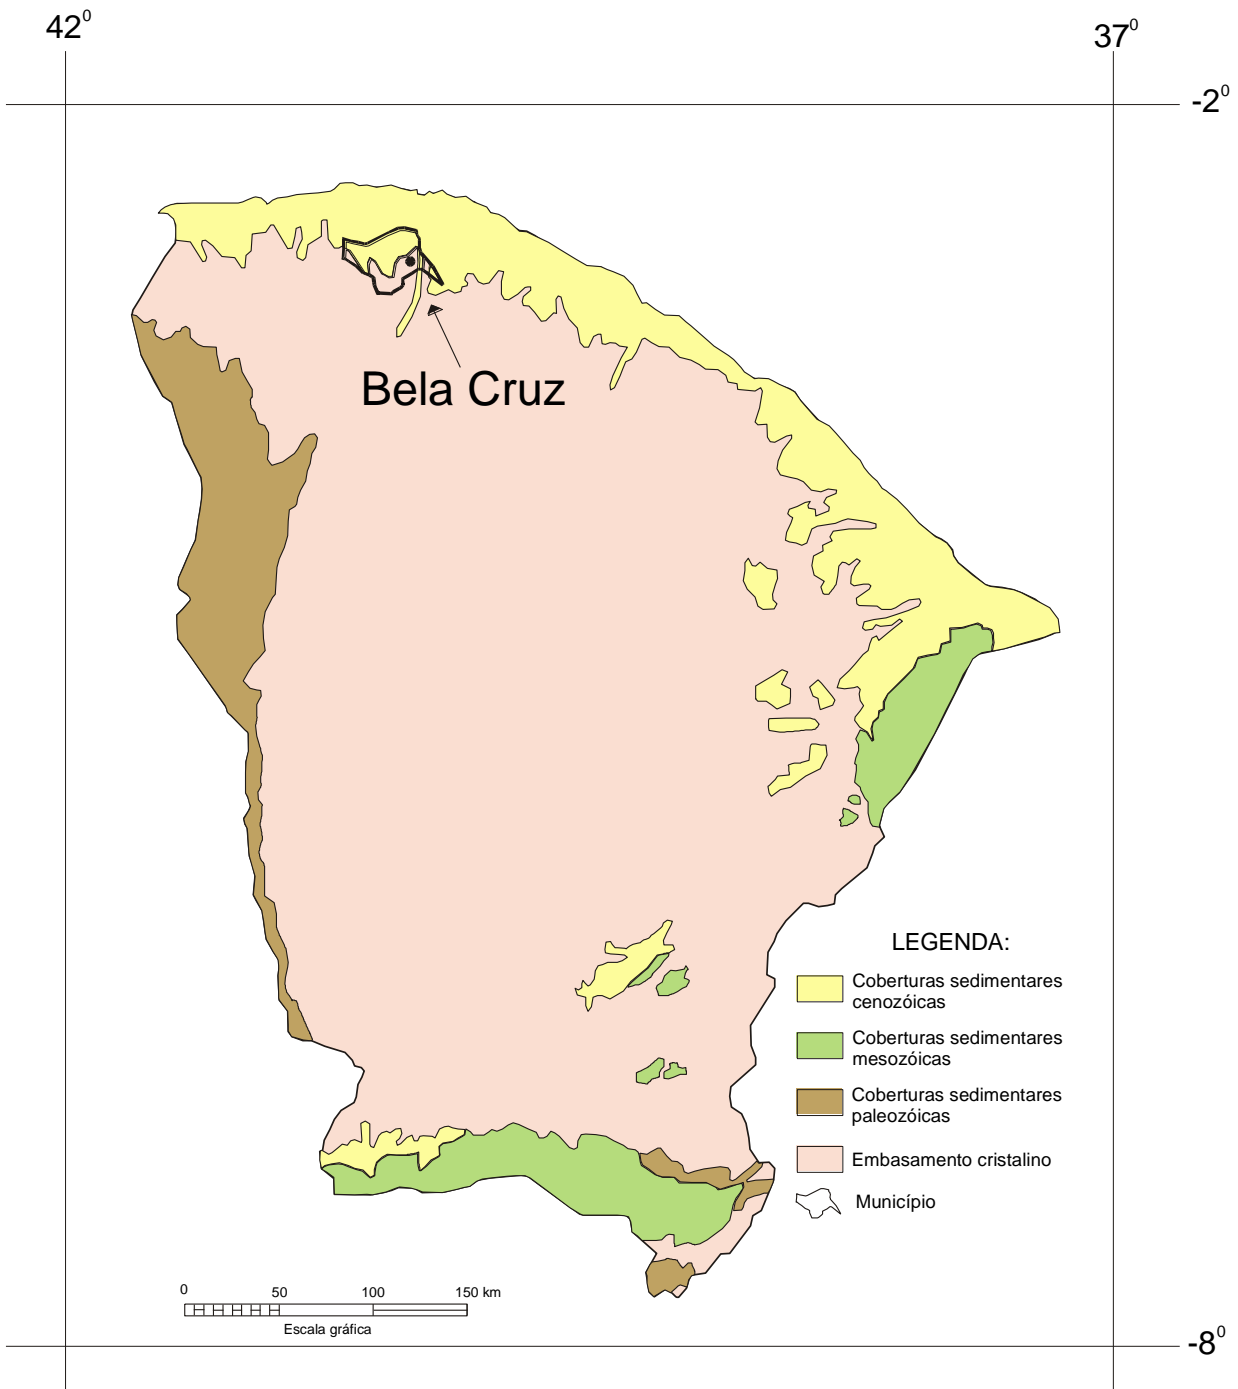 42⁰
37⁰
-2⁰
Bela Cruz
LEGENDA:
Coberturas sedimentares
cenozóicas
Coberturas sedimentares
mesozóicas
Coberturas sedimentares
paleozóicas
Embasamento cristalino
Município
0 50 100 150 km
Escala gráfica
-8⁰